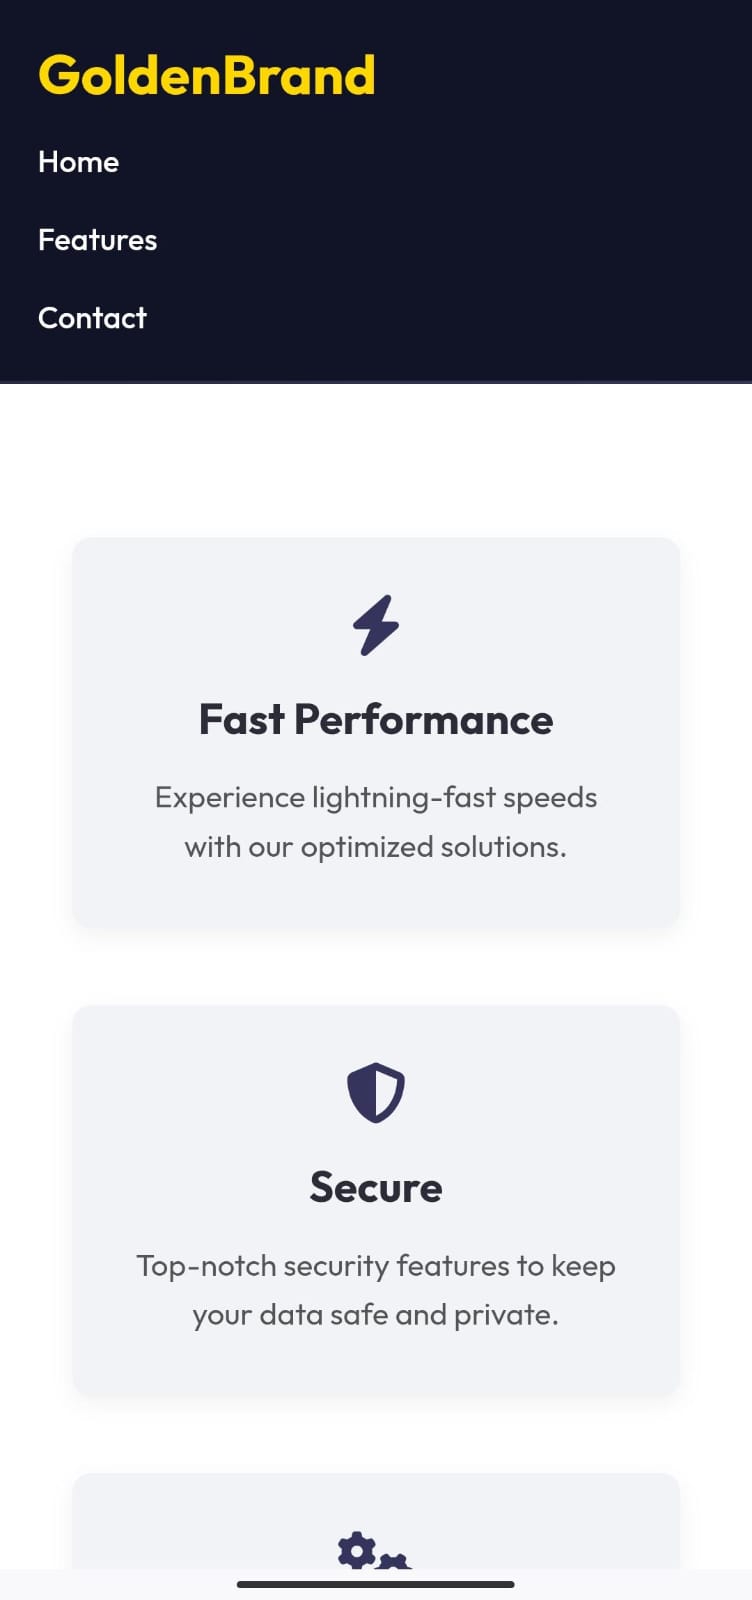 GoldenBrand
Home
Features
Contact
Fast Performance
Experience lightning-fast speeds
with our optimized solutions.
Secure
Top-notch security features to keep
your data safe and private.